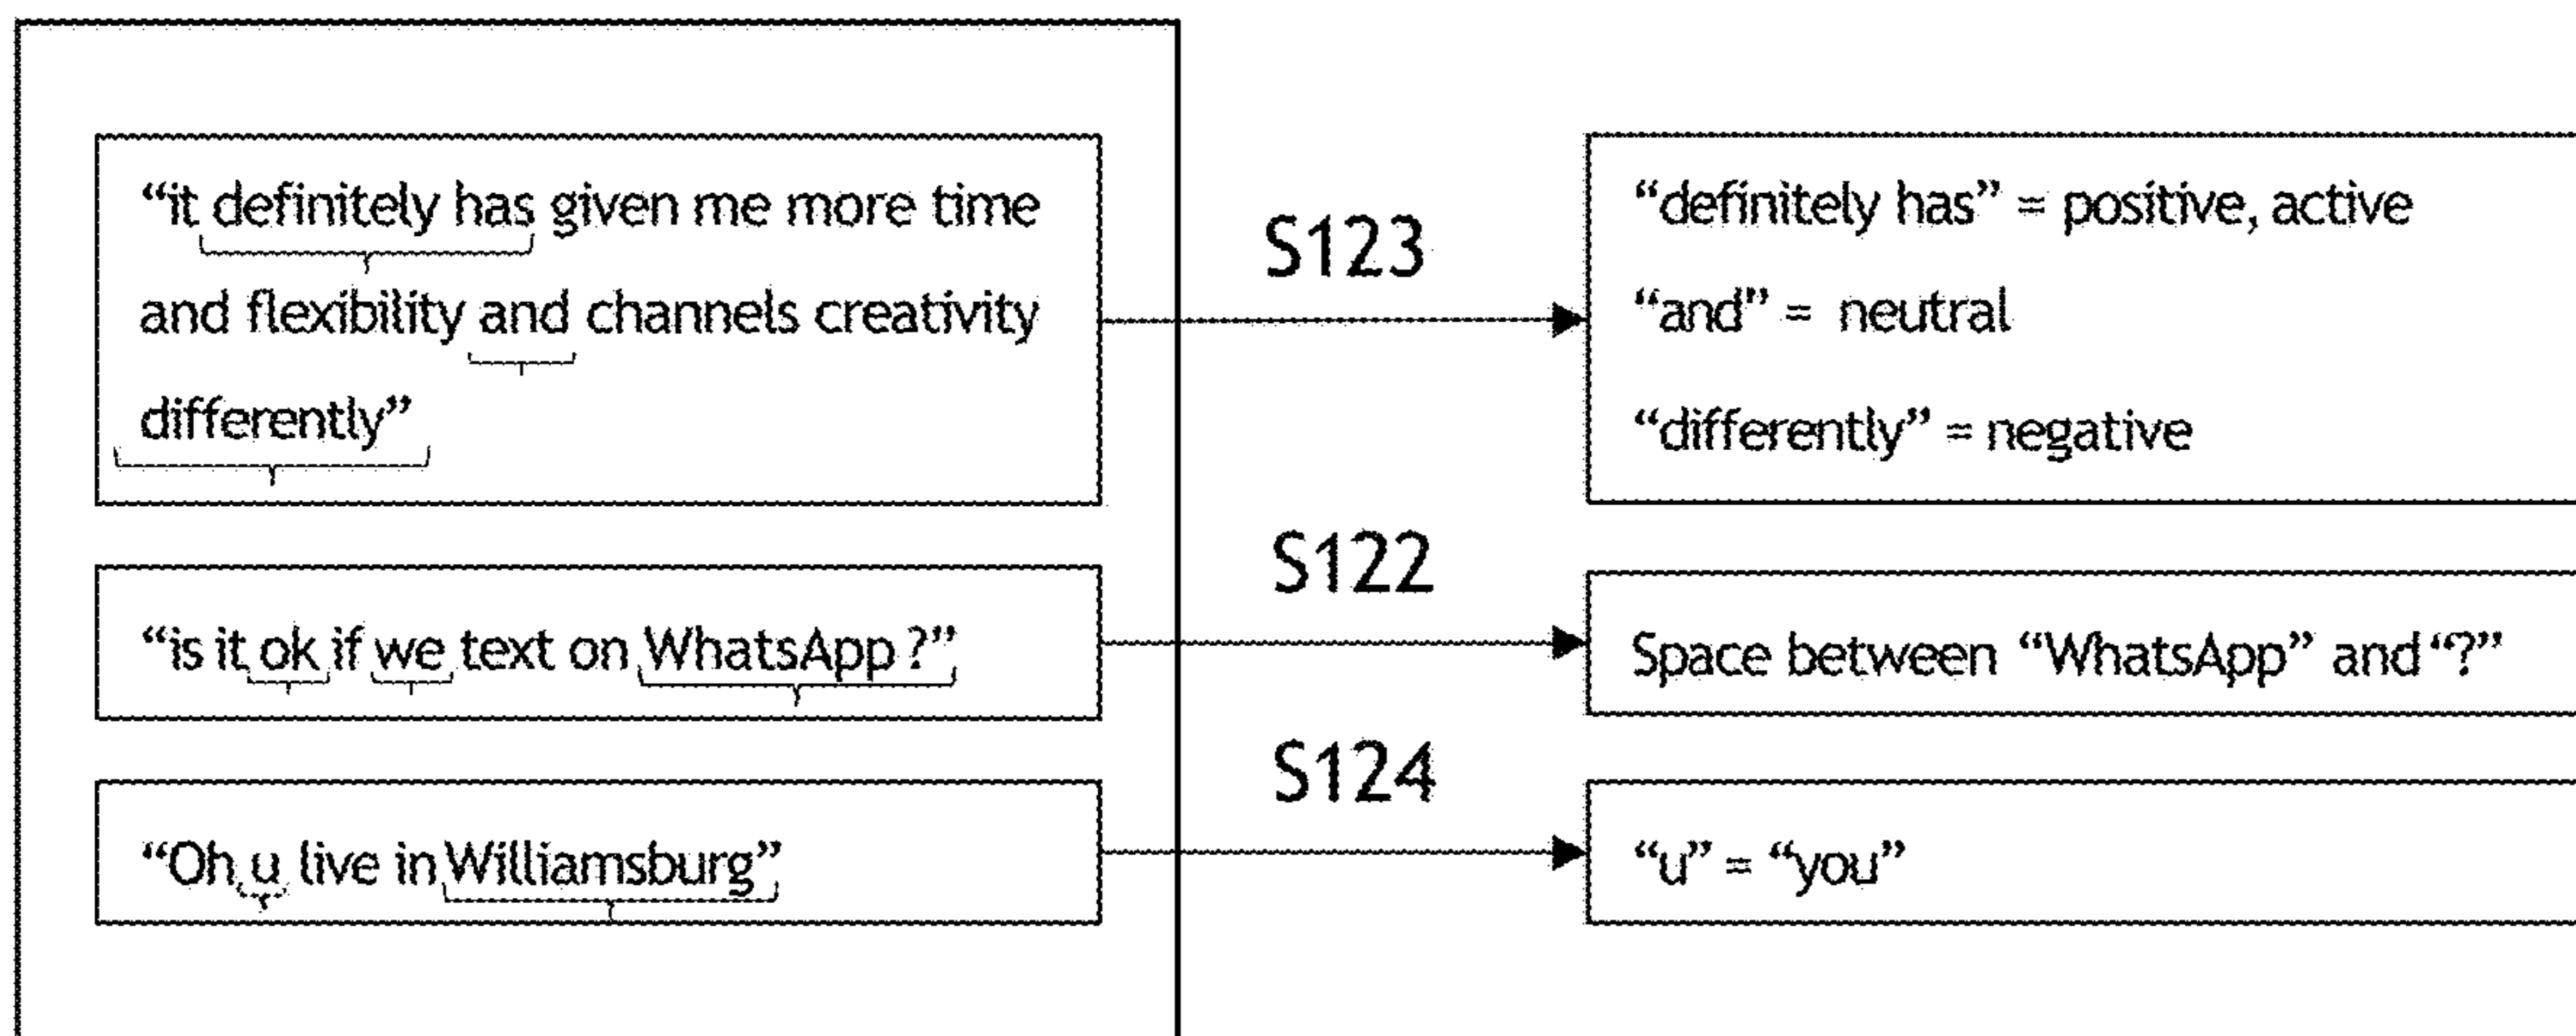 “it definitely has given me more time
and flexibility and channels creativity
differently”
S123
“definitely has” = positive, active
“and” = neutral
“differently” = negative
“is it ok if we text on WhatsApp ?”
S122
Space between “WhatsApp” and “?”
“Oh u live in Williamsburg”
S124
“u” = “you”